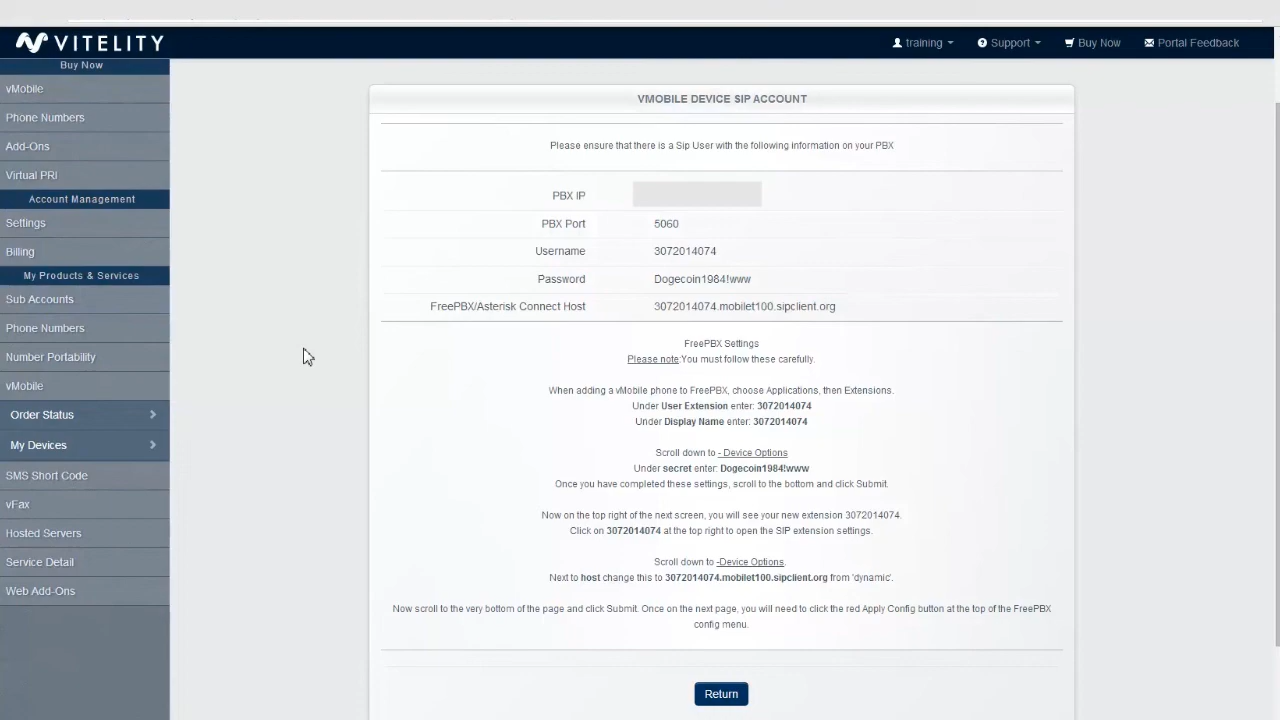 VITELITY
training
Support
Buy Now
Portal Feedback
Buy Now
vMobile
Phone Numbers
Add-Ons
Virtual PRI
Account Management
Settings
Billing
My Products & Services
Sub Accounts
Phone Numbers
Number Portability
vMobile
Order Status
My Devices
SMS Short Code
vFax
Hosted Servers
Service Detail
Web Add-Ons
VMOBILE DEVICE SIP ACCOUNT
Please ensure that there is a Sip User with the following information on your PBX
PBX IP
PBX Port 5060
Username 3072014074
Password Dogecoin1984!www
FreePBX/Asterisk Connect Host 3072014074.mobilet100.sipclient.org
FreePBX Settings
Please note:You must follow these carefully.
When adding a vMobile phone to FreePBX, choose Applications, then Extensions.
Under User Extension enter: 3072014074
Under Display Name enter: 3072014074
Scroll down to - Device Options
Under secret enter: Dogecoin1984!www
Once you have completed these settings, scroll to the bottom and click Submit.
Now on the top right of the next screen, you will see your new extension 3072014074.
Click on 3072014074 at the top right to open the SIP extension settings.
Scroll down to -Device Options.
Next to host change this to 3072014074.mobilet100.sipclient.org from 'dynamic'.
Now scroll to the very bottom of the page and click Submit. Once on the next page, you will need to click the red Apply Config button at the top of the FreePBX
config menu.
Return